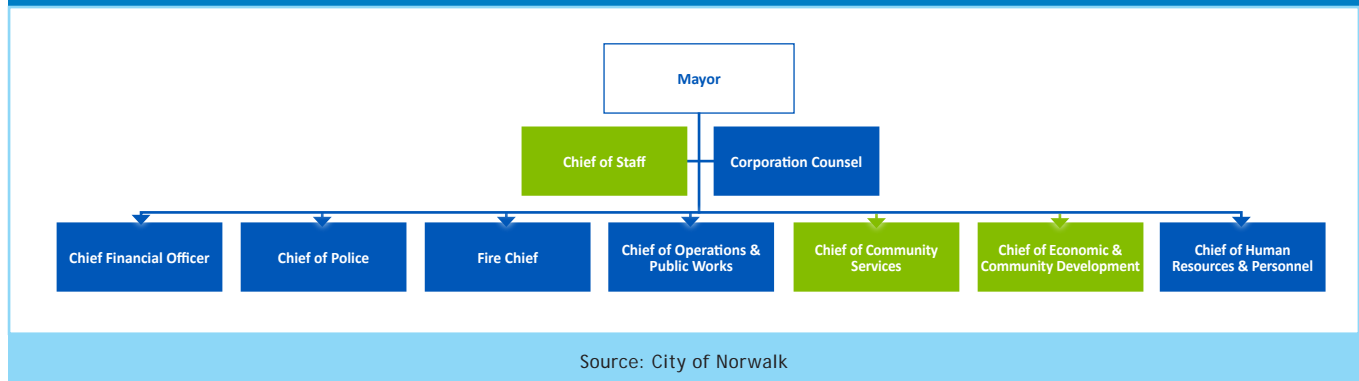 Mayor
Chief of Staff
Corporation Counsel
Chief Financial Officer
Chief of Police
Fire Chief
Chief of Operations &
Public Works
Chief of Community
Services
Chief of Economic &
Community Development
Chief of Human
Resources & Personnel
Source: City of Norwalk